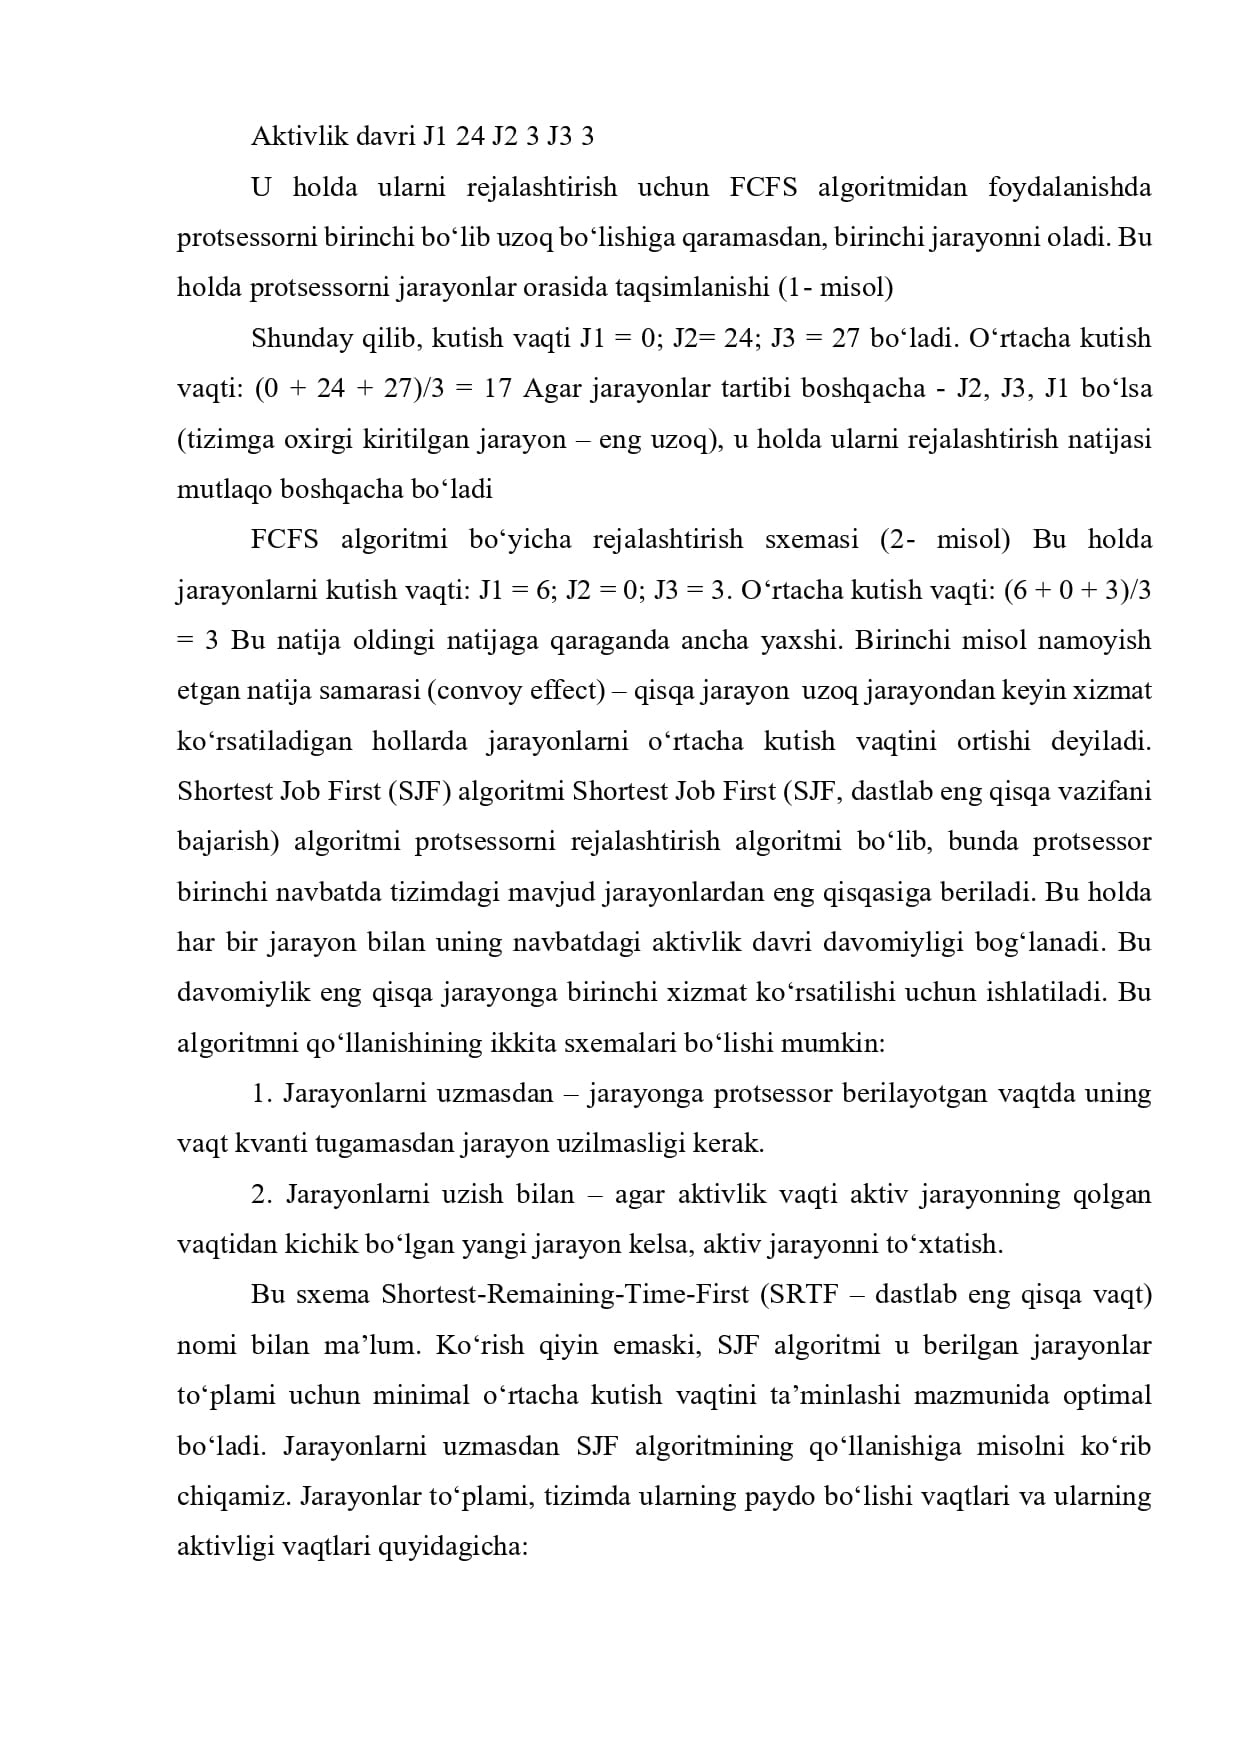 Aktivlik davri J1 24 J2 3 J3 3
U holda ularni rejalashtirish uchun FCFS algoritmidan foydalanishda
protsessorni birinchi bo‘lib uzoq bo‘lishiga qaramasdan, birinchi jarayonni oladi. Bu
holda protsessorni jarayonlar orasida taqsimlanishi (1- misol)
Shunday qilib, kutish vaqti J1 = 0; J2= 24; J3 = 27 bo‘ladi. O‘rtacha kutish
vaqti: (0 + 24 + 27)/3 = 17 Agar jarayonlar tartibi boshqacha - J2, J3, J1 bo‘lsa
(tizimga oxirgi kiritilgan jarayon – eng uzoq), u holda ularni rejalashtirish natijasi
mutlaqo boshqacha bo‘ladi
FCFS algoritmi bo‘yicha rejalashtirish sxemasi (2- misol) Bu holda
jarayonlarni kutish vaqti: J1 = 6; J2 = 0; J3 = 3. O‘rtacha kutish vaqti: (6 + 0 + 3)/3
= 3 Bu natija oldingi natijaga qaraganda ancha yaxshi. Birinchi misol namoyish
etgan natija samarasi (convoy effect) – qisqa jarayon uzoq jarayondan keyin xizmat
ko‘rsatiladigan hollarda jarayonlarni o‘rtacha kutish vaqtini ortishi deyiladi.
Shortest Job First (SJF) algoritmi Shortest Job First (SJF, dastlab eng qisqa vazifani
bajarish) algoritmi protsessorni rejalashtirish algoritmi bo‘lib, bunda protsessor
birinchi navbatda tizimdagi mavjud jarayonlardan eng qisqasiga beriladi. Bu holda
har bir jarayon bilan uning navbatdagi aktivlik davri davomiyligi bog‘lanadi. Bu
davomiylik eng qisqa jarayonga birinchi xizmat ko‘rsatilishi uchun ishlatiladi. Bu
algoritmni qo‘llanishining ikkita sxemalari bo‘lishi mumkin:
1. Jarayonlarni uzmasdan – jarayonga protsessor berilayotgan vaqtda uning
vaqt kvanti tugamasdan jarayon uzilmasligi kerak.
2. Jarayonlarni uzish bilan – agar aktivlik vaqti aktiv jarayonning qolgan
vaqtidan kichik bo‘lgan yangi jarayon kelsa, aktiv jarayonni to‘xtatish.
Bu sxema Shortest-Remaining-Time-First (SRTF – dastlab eng qisqa vaqt)
nomi bilan ma’lum. Ko‘rish qiyin emaski, SJF algoritmi u berilgan jarayonlar
to‘plami uchun minimal o‘rtacha kutish vaqtini ta’minlashi mazmunida optimal
bo‘ladi. Jarayonlarni uzmasdan SJF algoritmining qo‘llanishiga misolni ko‘rib
chiqamiz. Jarayonlar to‘plami, tizimda ularning paydo bo‘lishi vaqtlari va ularning
aktivligi vaqtlari quyidagicha: